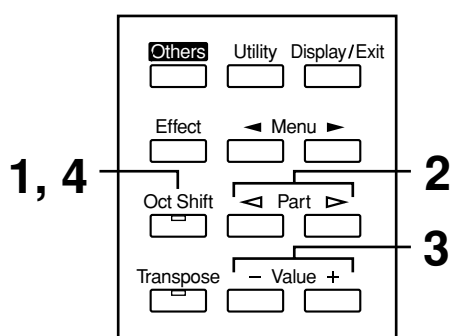 Others Utility Display/Exit
Effect ◄ Menu ►
1, 4
2
Oct Shift ◁ Part ▷
3
Transpose − Value +